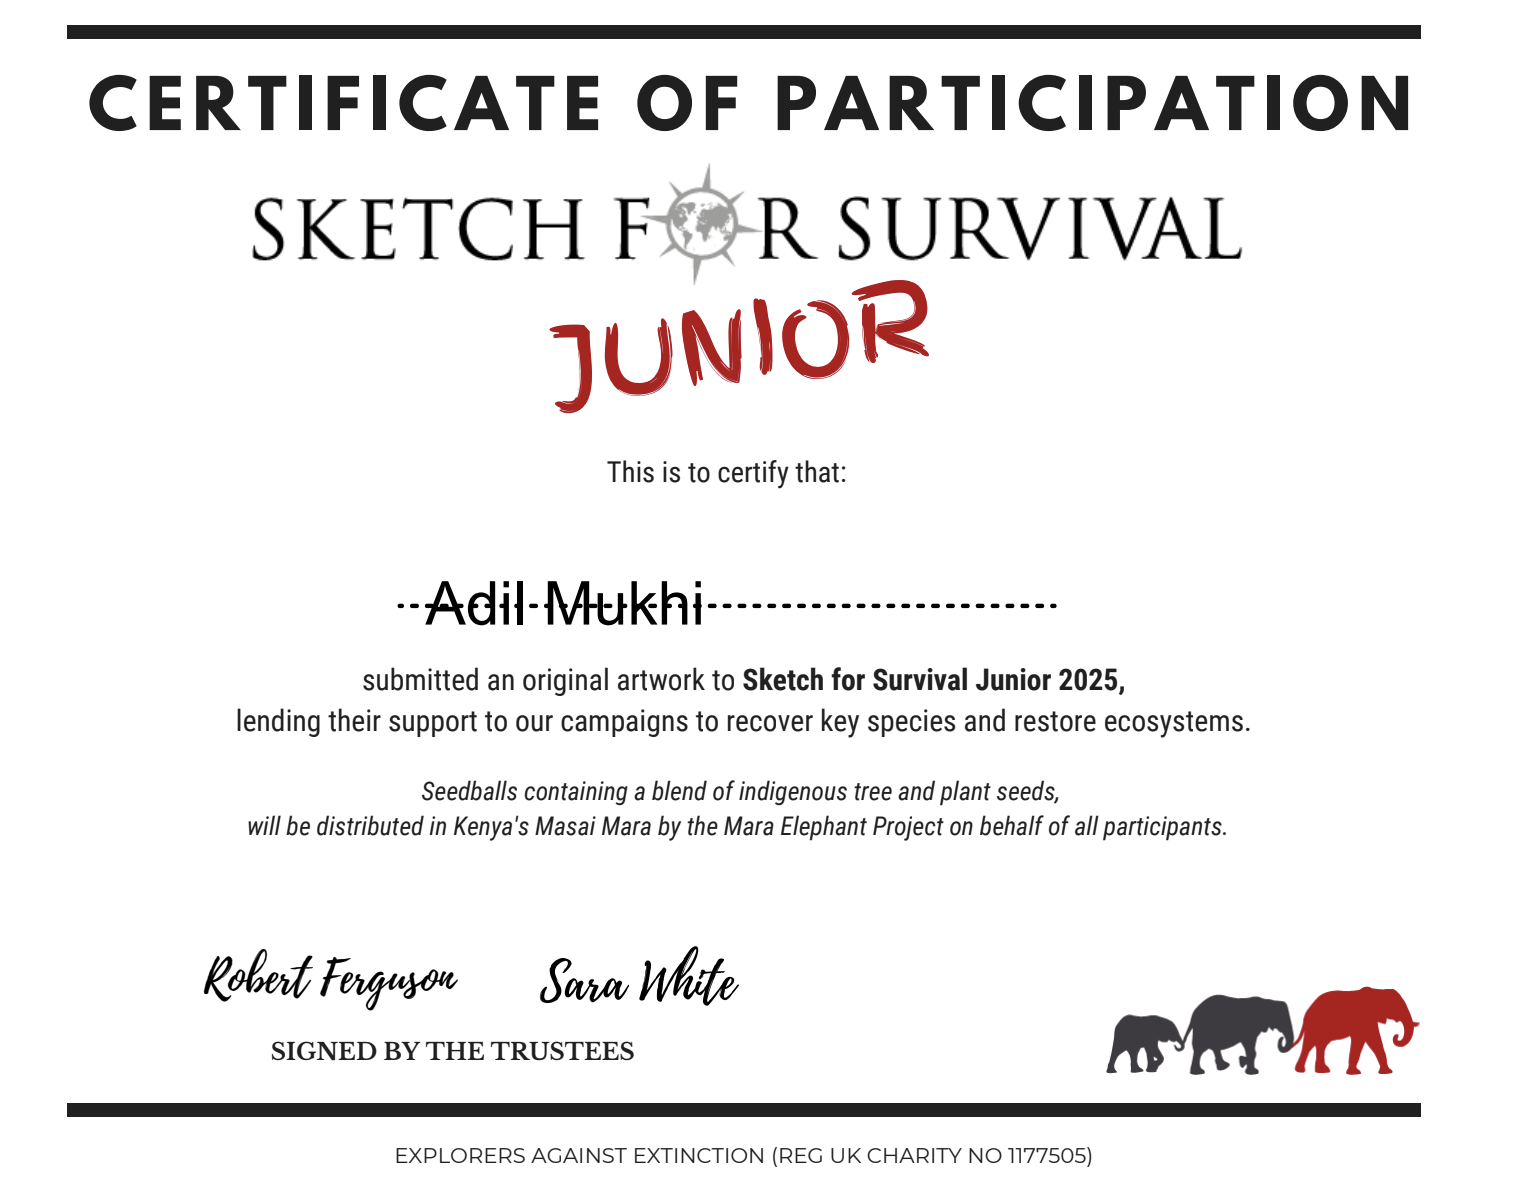 CERTIFICATE OF PARTICIPATION
SKETCH FOR SURVIVAL
JUNIOR
This is to certify that:
Adil Mukhi
submitted an original artwork to Sketch for Survival Junior 2025,
lending their support to our campaigns to recover key species and restore ecosystems.
Seedballs containing a blend of indigenous tree and plant seeds,
will be distributed in Kenya's Masai Mara by the Mara Elephant Project on behalf of all participants.
Robert Ferguson Sara White
SIGNED BY THE TRUSTEES
EXPLORERS AGAINST EXTINCTION (REG UK CHARITY NO 1177505)